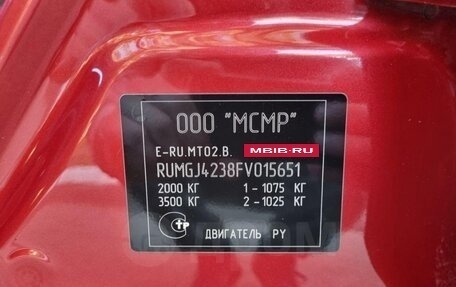 ООО "МСМР"
E-RU.MT02.B.
MBIB.RU
RUMGJ4238FV015651
2000 КГ 1 - 1075 КГ
3500 КГ 2 - 1025 КГ
ДВИГАТЕЛЬ PY